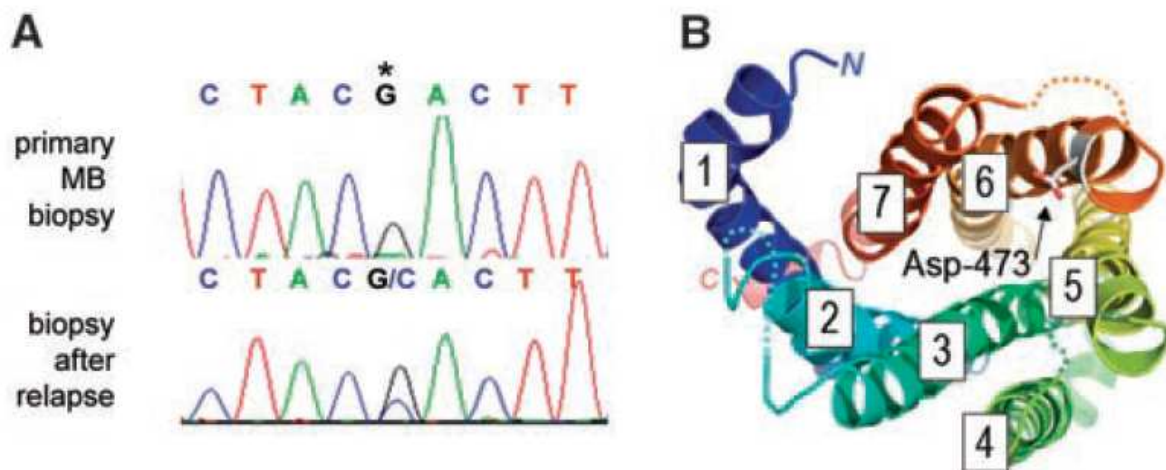 A
*
C T A C G A C T T
primary
MB
biopsy
C T A C G/C A C T T
biopsy
after
relapse
B
N
1
7
6
Asp-473
5
C
2
3
4